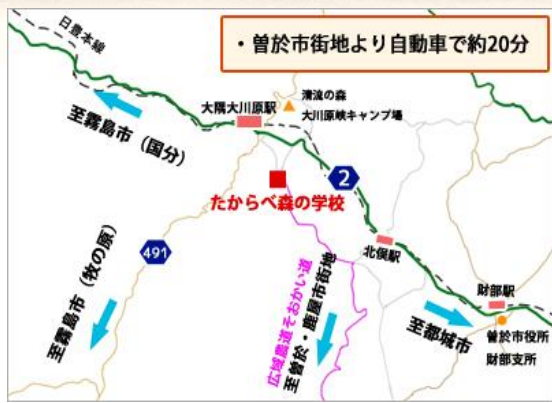 ・曽於市街地より自動車で約20分
日豊本線
清流の森
大川原峡キャンプ場
大隅大川原駅
至霧島市（国分）
2
たからべ森の学校
491
北俣駅
至霧島市（牧の原）
広域農道そおかい道
至曽於・鹿屋市街地
財部駅
至都城市
曽於市役所
財部支所